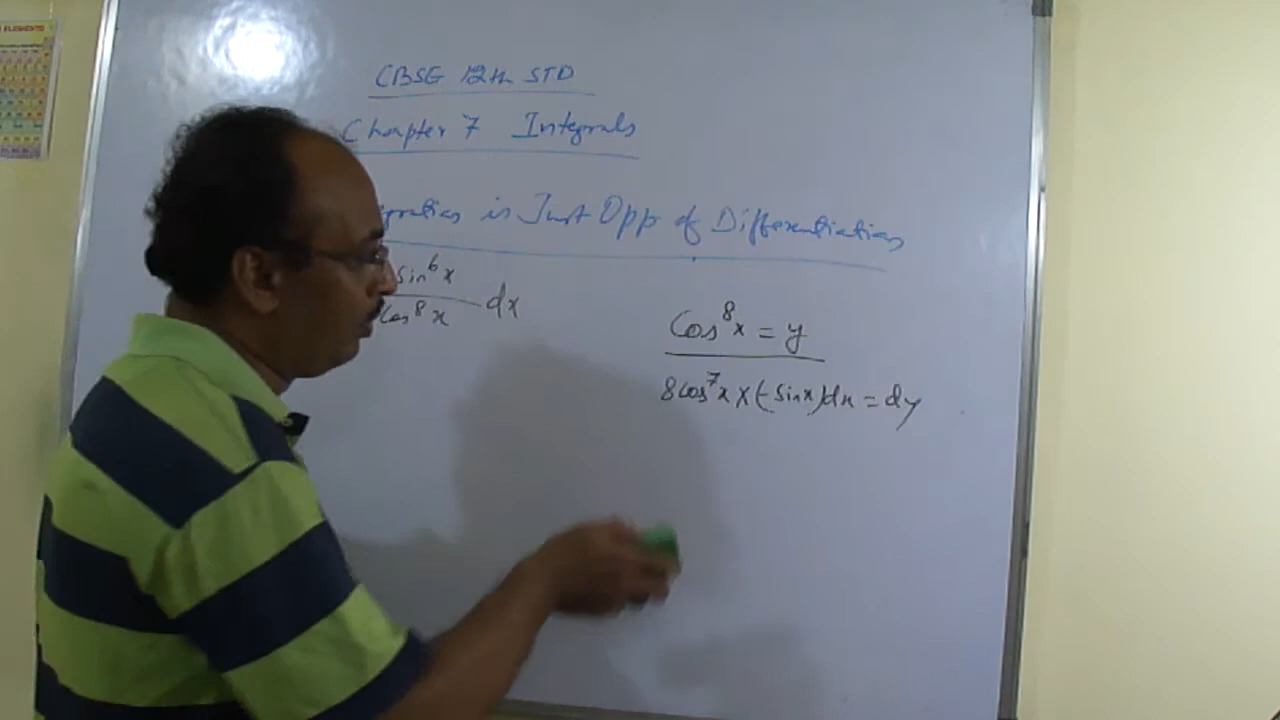 CBSE 12th STD
Chapter 7 Integrals
is Just Opp of Differentiation
sin⁶x
cos⁸x
dx
Cos⁸x = y
8cos⁷x x (-sinx)dx = dy